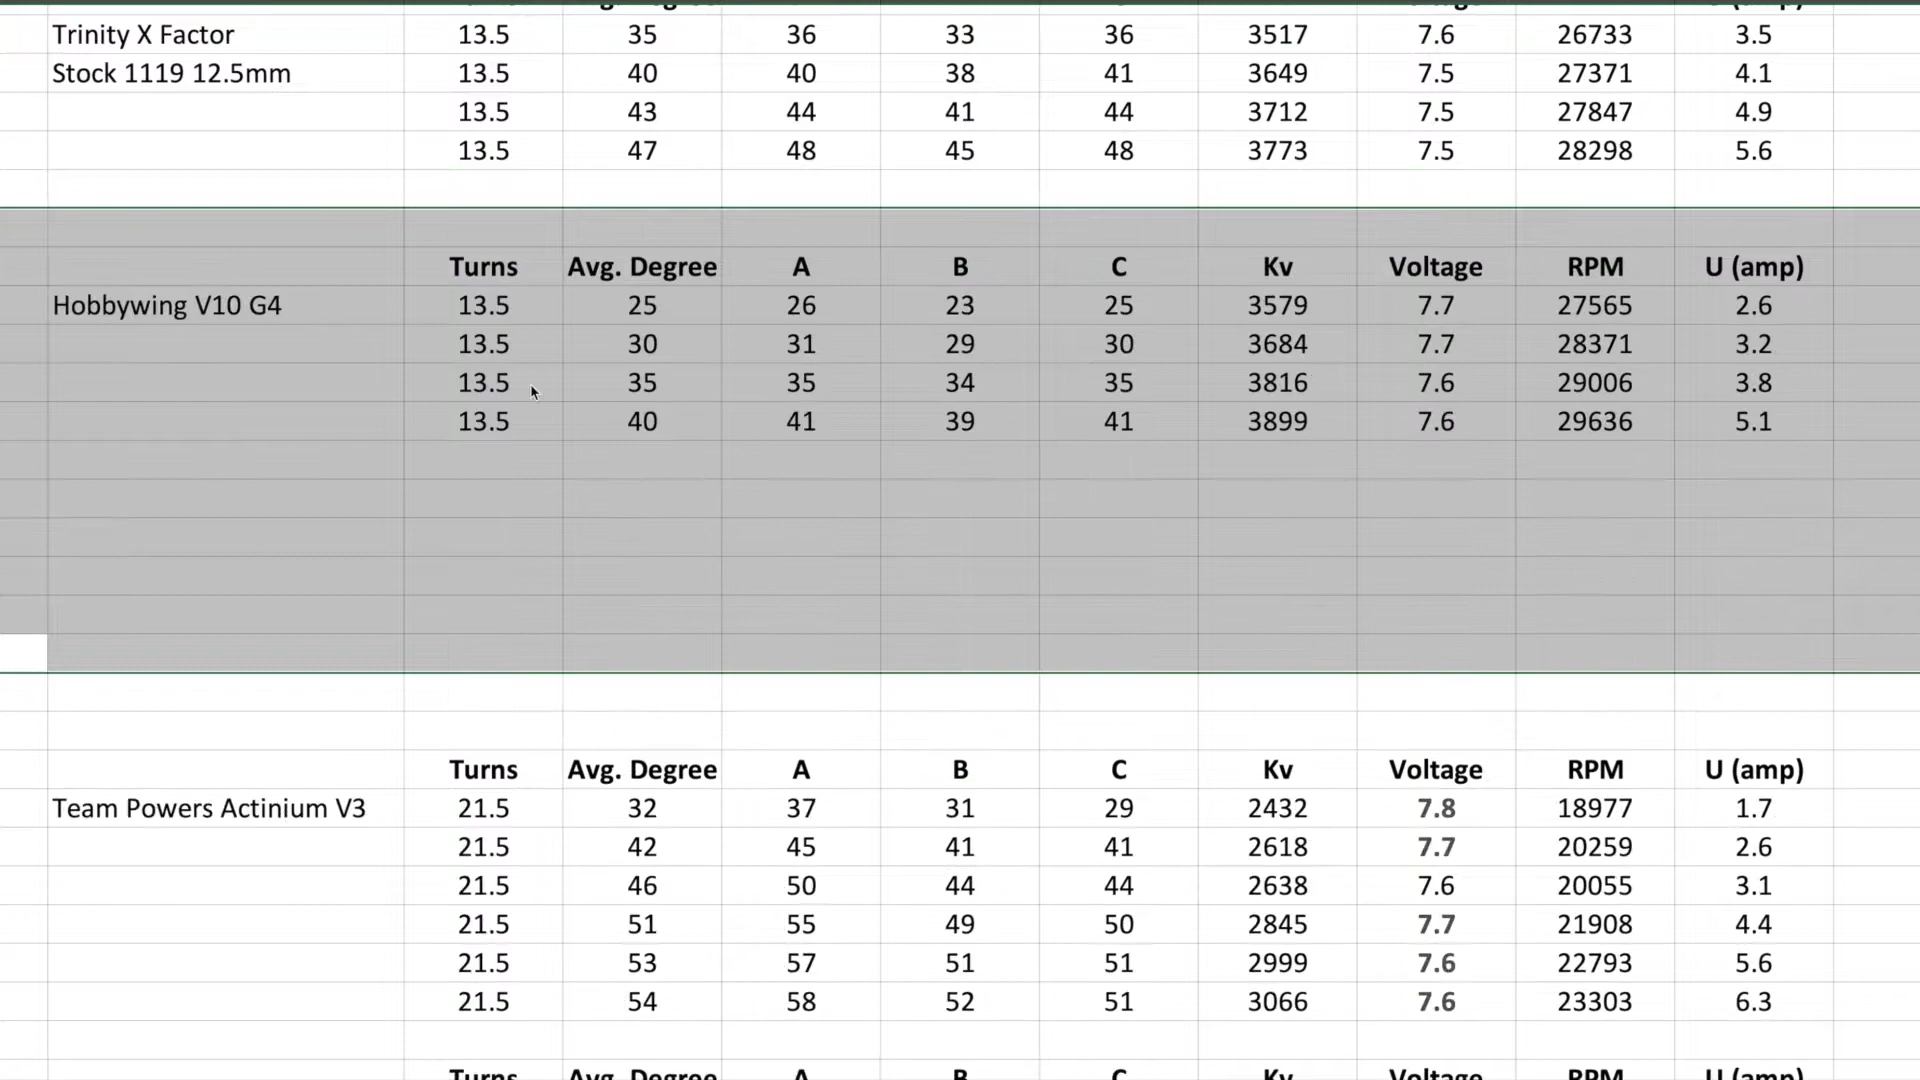 Trinity X Factor 13.5 35 36 33 36 3517 7.6 26733 3.5
Stock 1119 12.5mm 13.5 40 40 38 41 3649 7.5 27371 4.1
13.5 43 44 41 44 3712 7.5 27847 4.9
13.5 47 48 45 48 3773 7.5 28298 5.6
Turns Avg. Degree A B C Kv Voltage RPM U (amp)
Hobbywing V10 G4 13.5 25 26 23 25 3579 7.7 27565 2.6
13.5 30 31 29 30 3684 7.7 28371 3.2
13.5 35 35 34 35 3816 7.6 29006 3.8
13.5 40 41 39 41 3899 7.6 29636 5.1
Turns Avg. Degree A B C Kv Voltage RPM U (amp)
Team Powers Actinium V3 21.5 32 37 31 29 2432 7.8 18977 1.7
21.5 42 45 41 41 2618 7.7 20259 2.6
21.5 46 50 44 44 2638 7.6 20055 3.1
21.5 51 55 49 50 2845 7.7 21908 4.4
21.5 53 57 51 51 2999 7.6 22793 5.6
21.5 54 58 52 51 3066 7.6 23303 6.3
Turns Avg. Degree A B C Kv Voltage RPM U (amp)